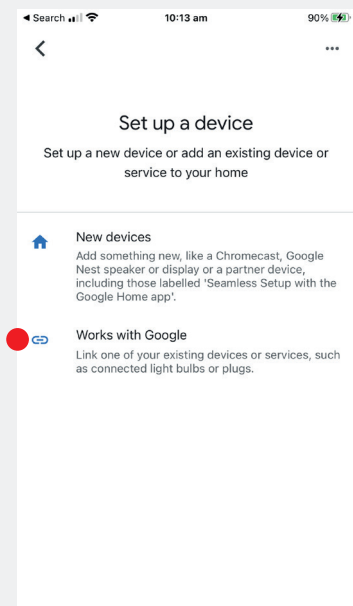 Search
10:13 am
90%
Set up a device
Set up a new device or add an existing device or
service to your home
New devices
Add something new, like a Chromecast, Google
Nest speaker or display or a partner device,
including those labelled 'Seamless Setup with the
Google Home app'.
Works with Google
Link one of your existing devices or services, such
as connected light bulbs or plugs.